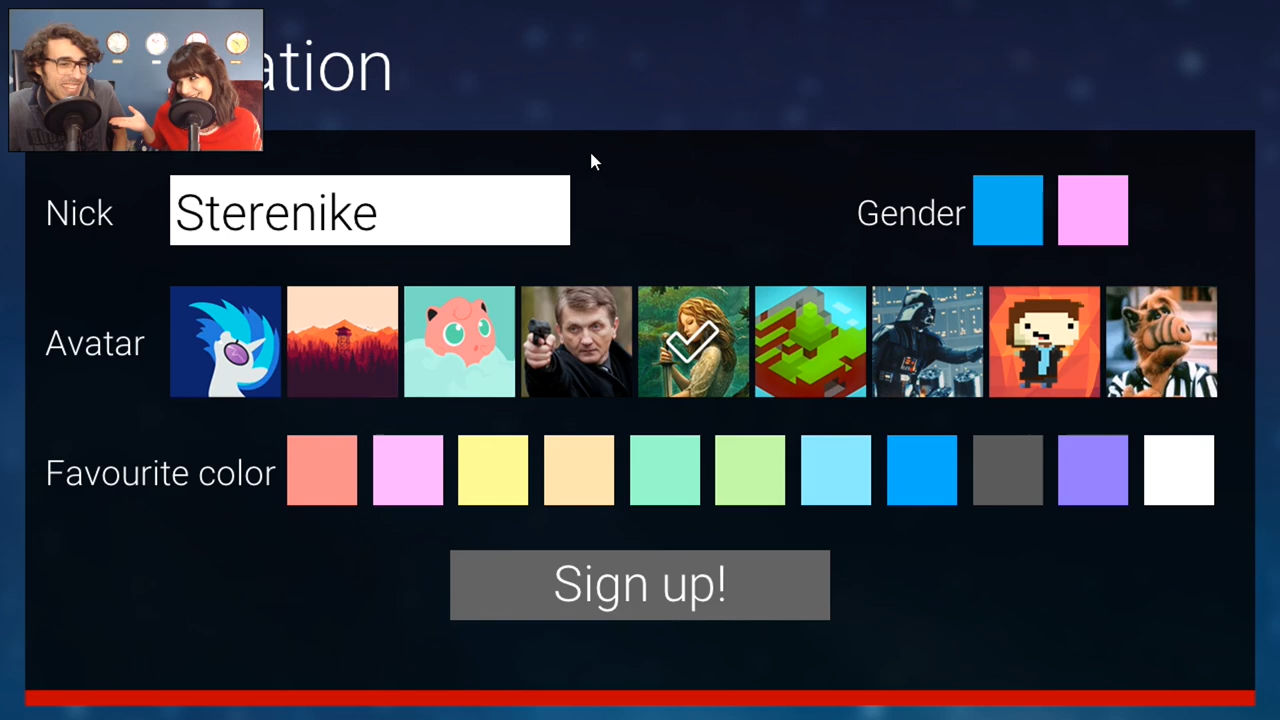 ation
Nick
Sterenike
Gender
Avatar
Favourite color
Sign up!